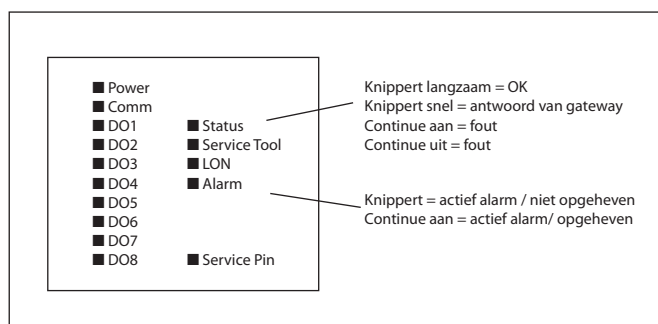 Power
Comm
DO1
DO2
DO3
DO4
DO5
DO6
DO7
DO8
Status
Service Tool
LON
Alarm
Service Pin
Knippert langzaam = OK
Knippert snel = antwoord van gateway
Continue aan = fout
Continue uit = fout
Knippert = actief alarm / niet opgeheven
Continue aan = actief alarm/ opgeheven